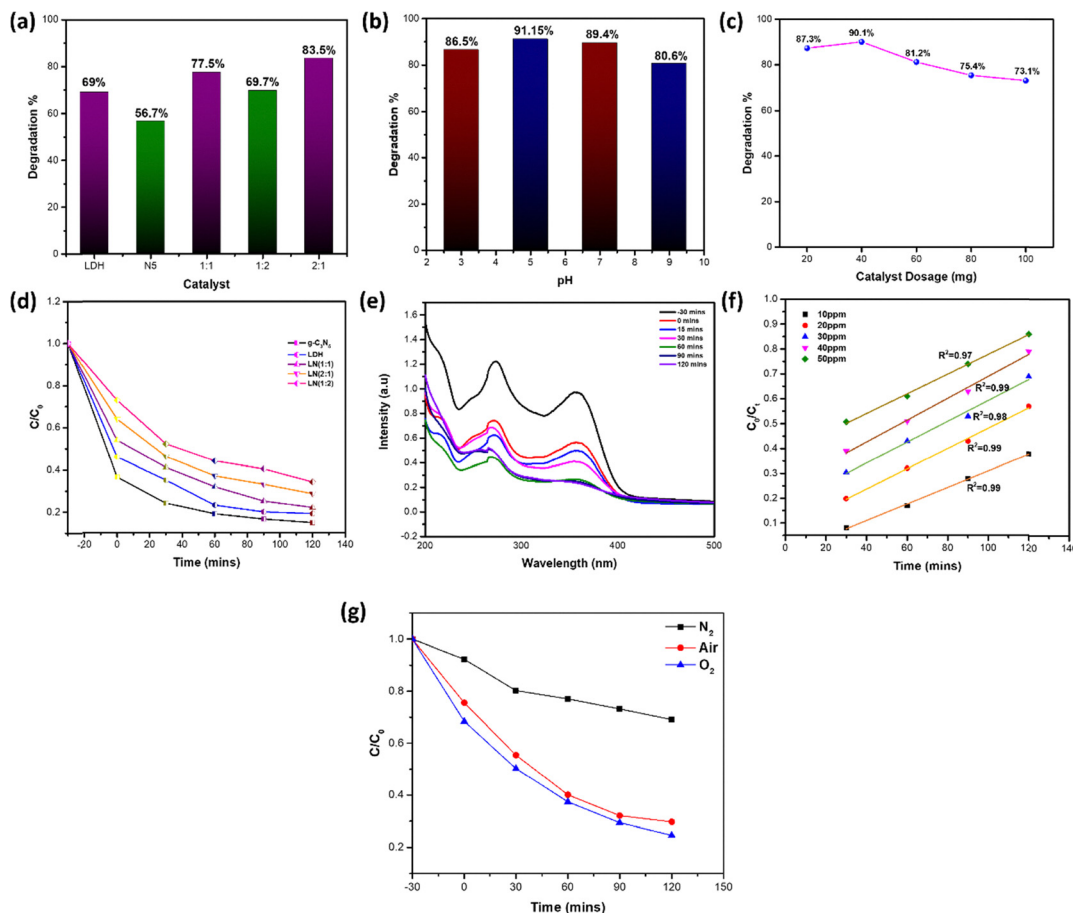 (a)
100
80
60
40
20
0
Degradation %
69%
56.7%
77.5%
69.7%
83.5%
LDH N5 1:1 1:2 2:1
Catalyst
(b)
100
80
60
40
20
0
Degradation %
86.5%
91.15%
89.4%
80.6%
2 3 4 5 6 7 8 9 10
pH
(c)
100
80
60
40
20
0
Degradation %
87.3%
90.1%
81.2%
75.4%
73.1%
20 40 60 80 100
Catalyst Dosage (mg)
(d)
1.2
1.0
0.8
0.6
0.4
0.2
C/C0
g-C3N5
LDH
LN(1:1)
LN(2:1)
LN(1:2)
-20 0 20 40 60 80 100 120 140
Time (mins)
(e)
1.6
1.4
1.2
1.0
0.8
0.6
0.4
0.2
0.0
-0.2
Intensity (a.u)
-30 mins
0 mins
15 mins
30 mins
60 mins
90 mins
120 mins
200 300 400 500
Wavelength (nm)
(f)
1.0
0.9
0.8
0.7
0.6
0.5
0.4
0.3
0.2
0.1
10ppm
20ppm
30ppm
40ppm
50ppm
R²=0.97
R²=0.99
R²=0.98
R²=0.99
R²=0.99
0 20 40 60 80 100 120 140
Time (mins)
(g)
1.0
0.8
0.6
0.4
0.2
C/C0
N2
Air
O2
-30 0 30 60 90 120 150
Time (mins)